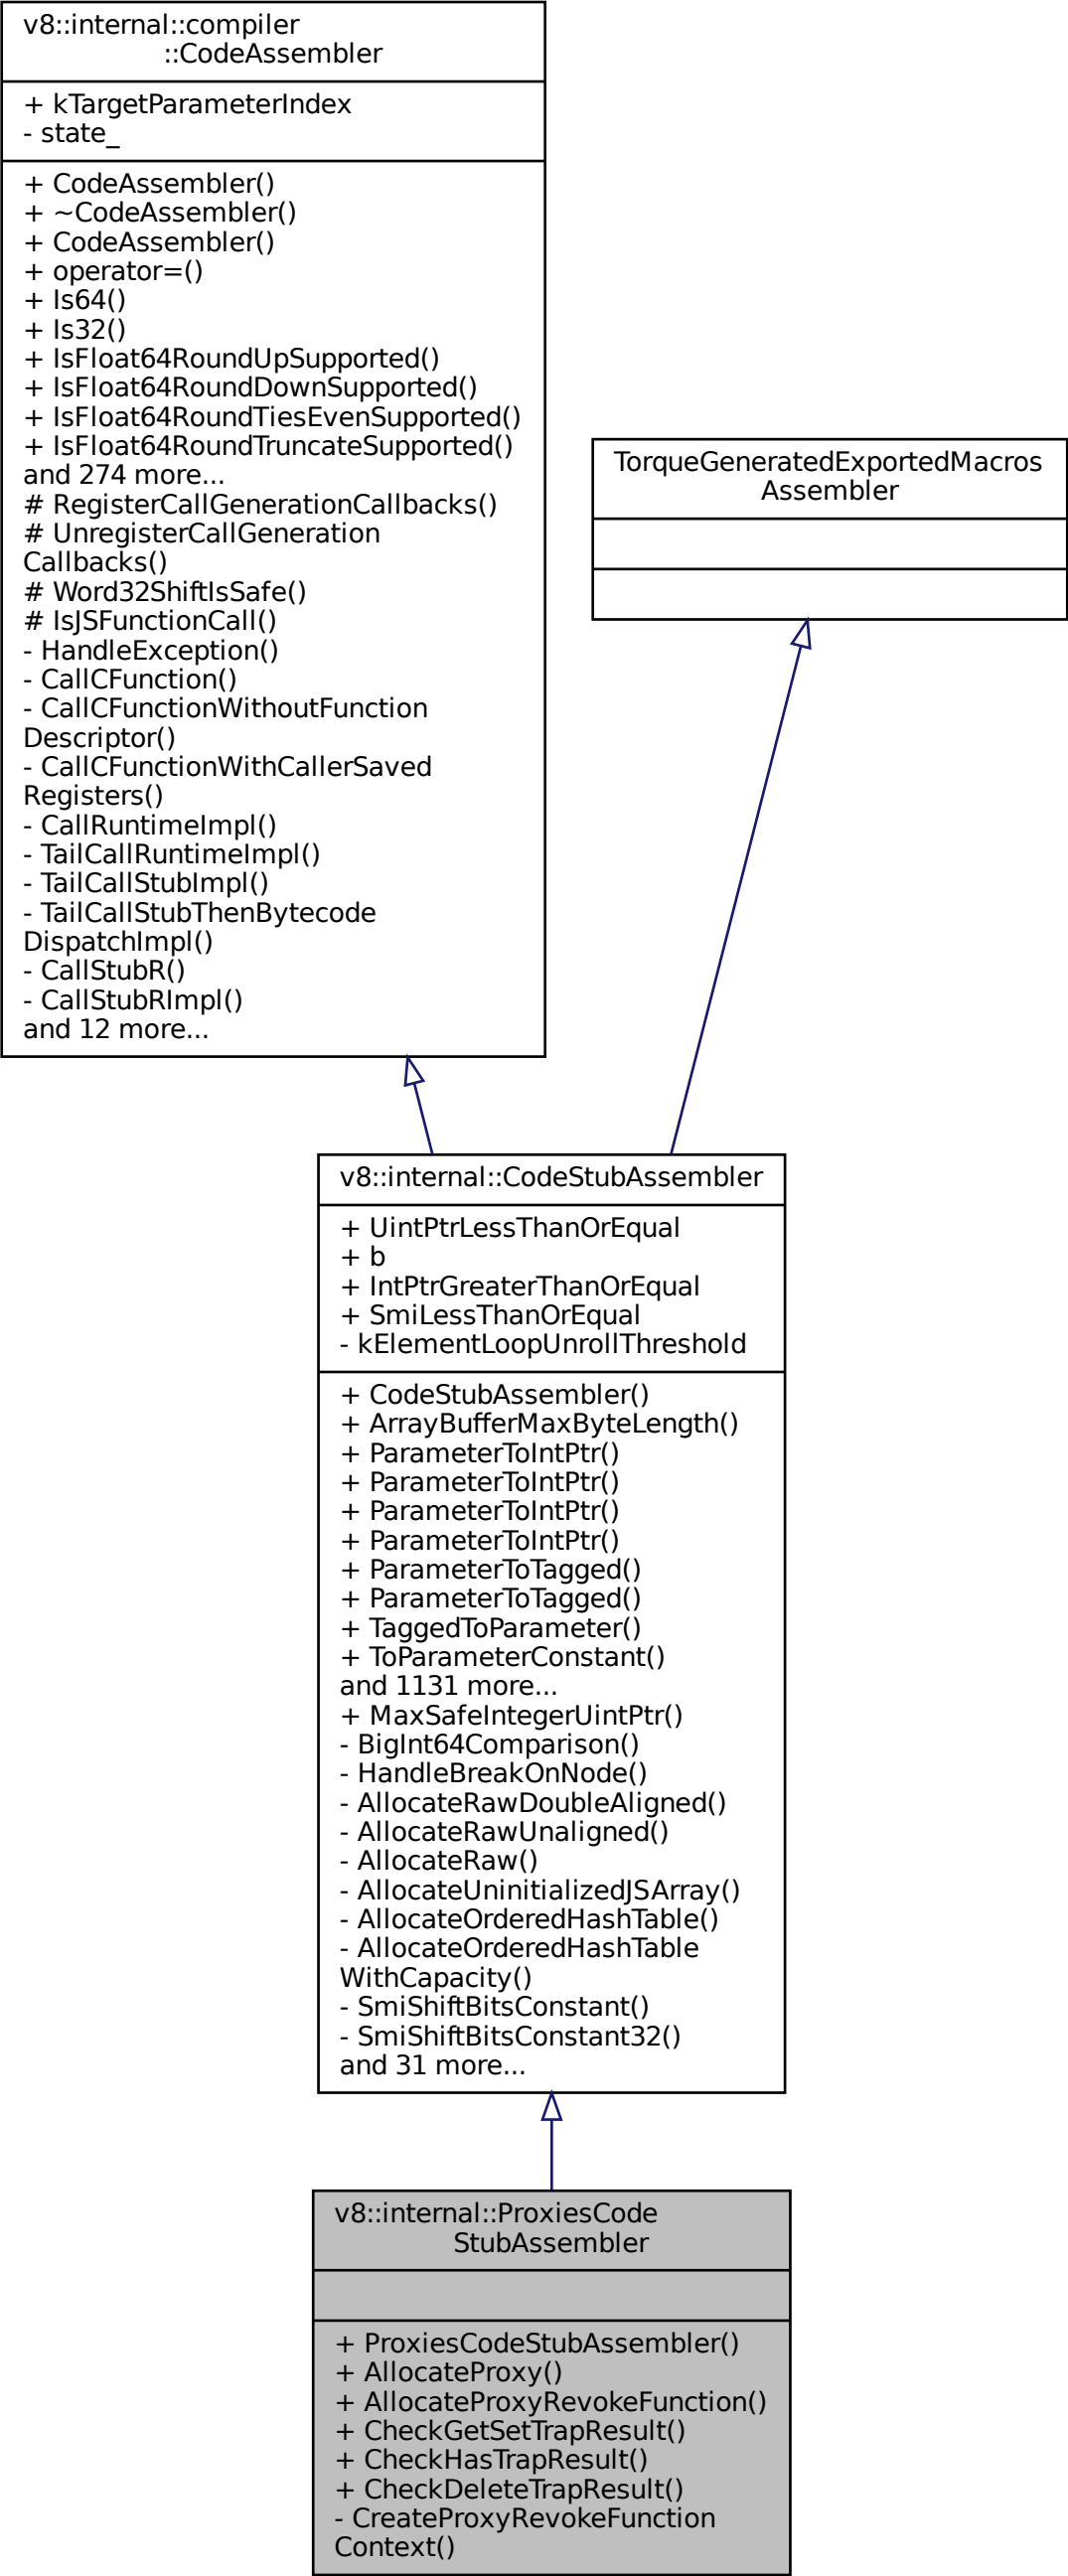 v8::internal::compiler
::CodeAssembler
+ kTargetParameterIndex
- state_
+ CodeAssembler()
+ ~CodeAssembler()
+ CodeAssembler()
+ operator=()
+ Is64()
+ Is32()
+ IsFloat64RoundUpSupported()
+ IsFloat64RoundDownSupported()
+ IsFloat64RoundTiesEvenSupported()
+ IsFloat64RoundTruncateSupported()
and 274 more...
# RegisterCallGenerationCallbacks()
# UnregisterCallGeneration
Callbacks()
# Word32ShiftIsSafe()
# IsJSFunctionCall()
- HandleException()
- CallCFunction()
- CallCFunctionWithoutFunction
Descriptor()
- CallCFunctionWithCallerSaved
Registers()
- CallRuntimeImpl()
- TailCallRuntimeImpl()
- TailCallStubImpl()
- TailCallStubThenBytecode
DispatchImpl()
- CallStubR()
- CallStubRImpl()
and 12 more...
TorqueGeneratedExportedMacros
Assembler
v8::internal::CodeStubAssembler
+ UintPtrLessThanOrEqual
+ b
+ IntPtrGreaterThanOrEqual
+ SmiLessThanOrEqual
- kElementLoopUnrollThreshold
+ CodeStubAssembler()
+ ArrayBufferMaxByteLength()
+ ParameterToIntPtr()
+ ParameterToIntPtr()
+ ParameterToIntPtr()
+ ParameterToIntPtr()
+ ParameterToTagged()
+ ParameterToTagged()
+ TaggedToParameter()
+ ToParameterConstant()
and 1131 more...
+ MaxSafeIntegerUintPtr()
- BigInt64Comparison()
- HandleBreakOnNode()
- AllocateRawDoubleAligned()
- AllocateRawUnaligned()
- AllocateRaw()
- AllocateUninitializedJSArray()
- AllocateOrderedHashTable()
- AllocateOrderedHashTable
WithCapacity()
- SmiShiftBitsConstant()
- SmiShiftBitsConstant32()
and 31 more...
v8::internal::ProxiesCode
StubAssembler
+ ProxiesCodeStubAssembler()
+ AllocateProxy()
+ AllocateProxyRevokeFunction()
+ CheckGetSetTrapResult()
+ CheckHasTrapResult()
+ CheckDeleteTrapResult()
- CreateProxyRevokeFunction
Context()